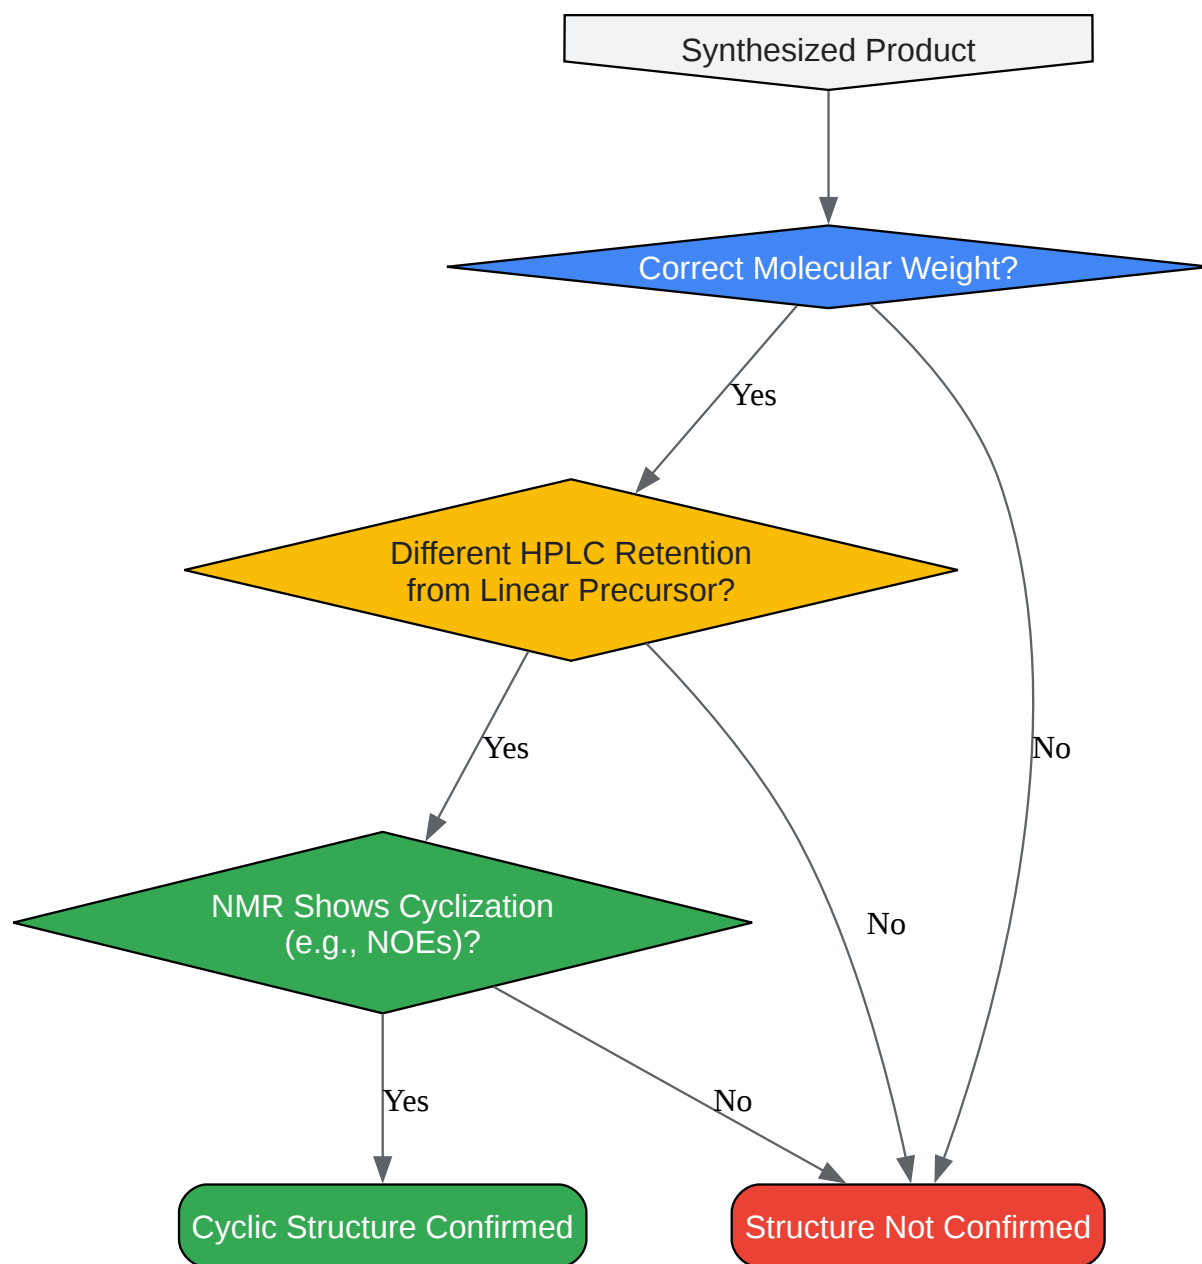 Synthesized Product
Correct Molecular Weight?
Yes
Different HPLC Retention
from Linear Precursor?
Yes
No
NMR Shows Cyclization
(e.g., NOEs)?
No
Yes
No
Cyclic Structure Confirmed
Structure Not Confirmed